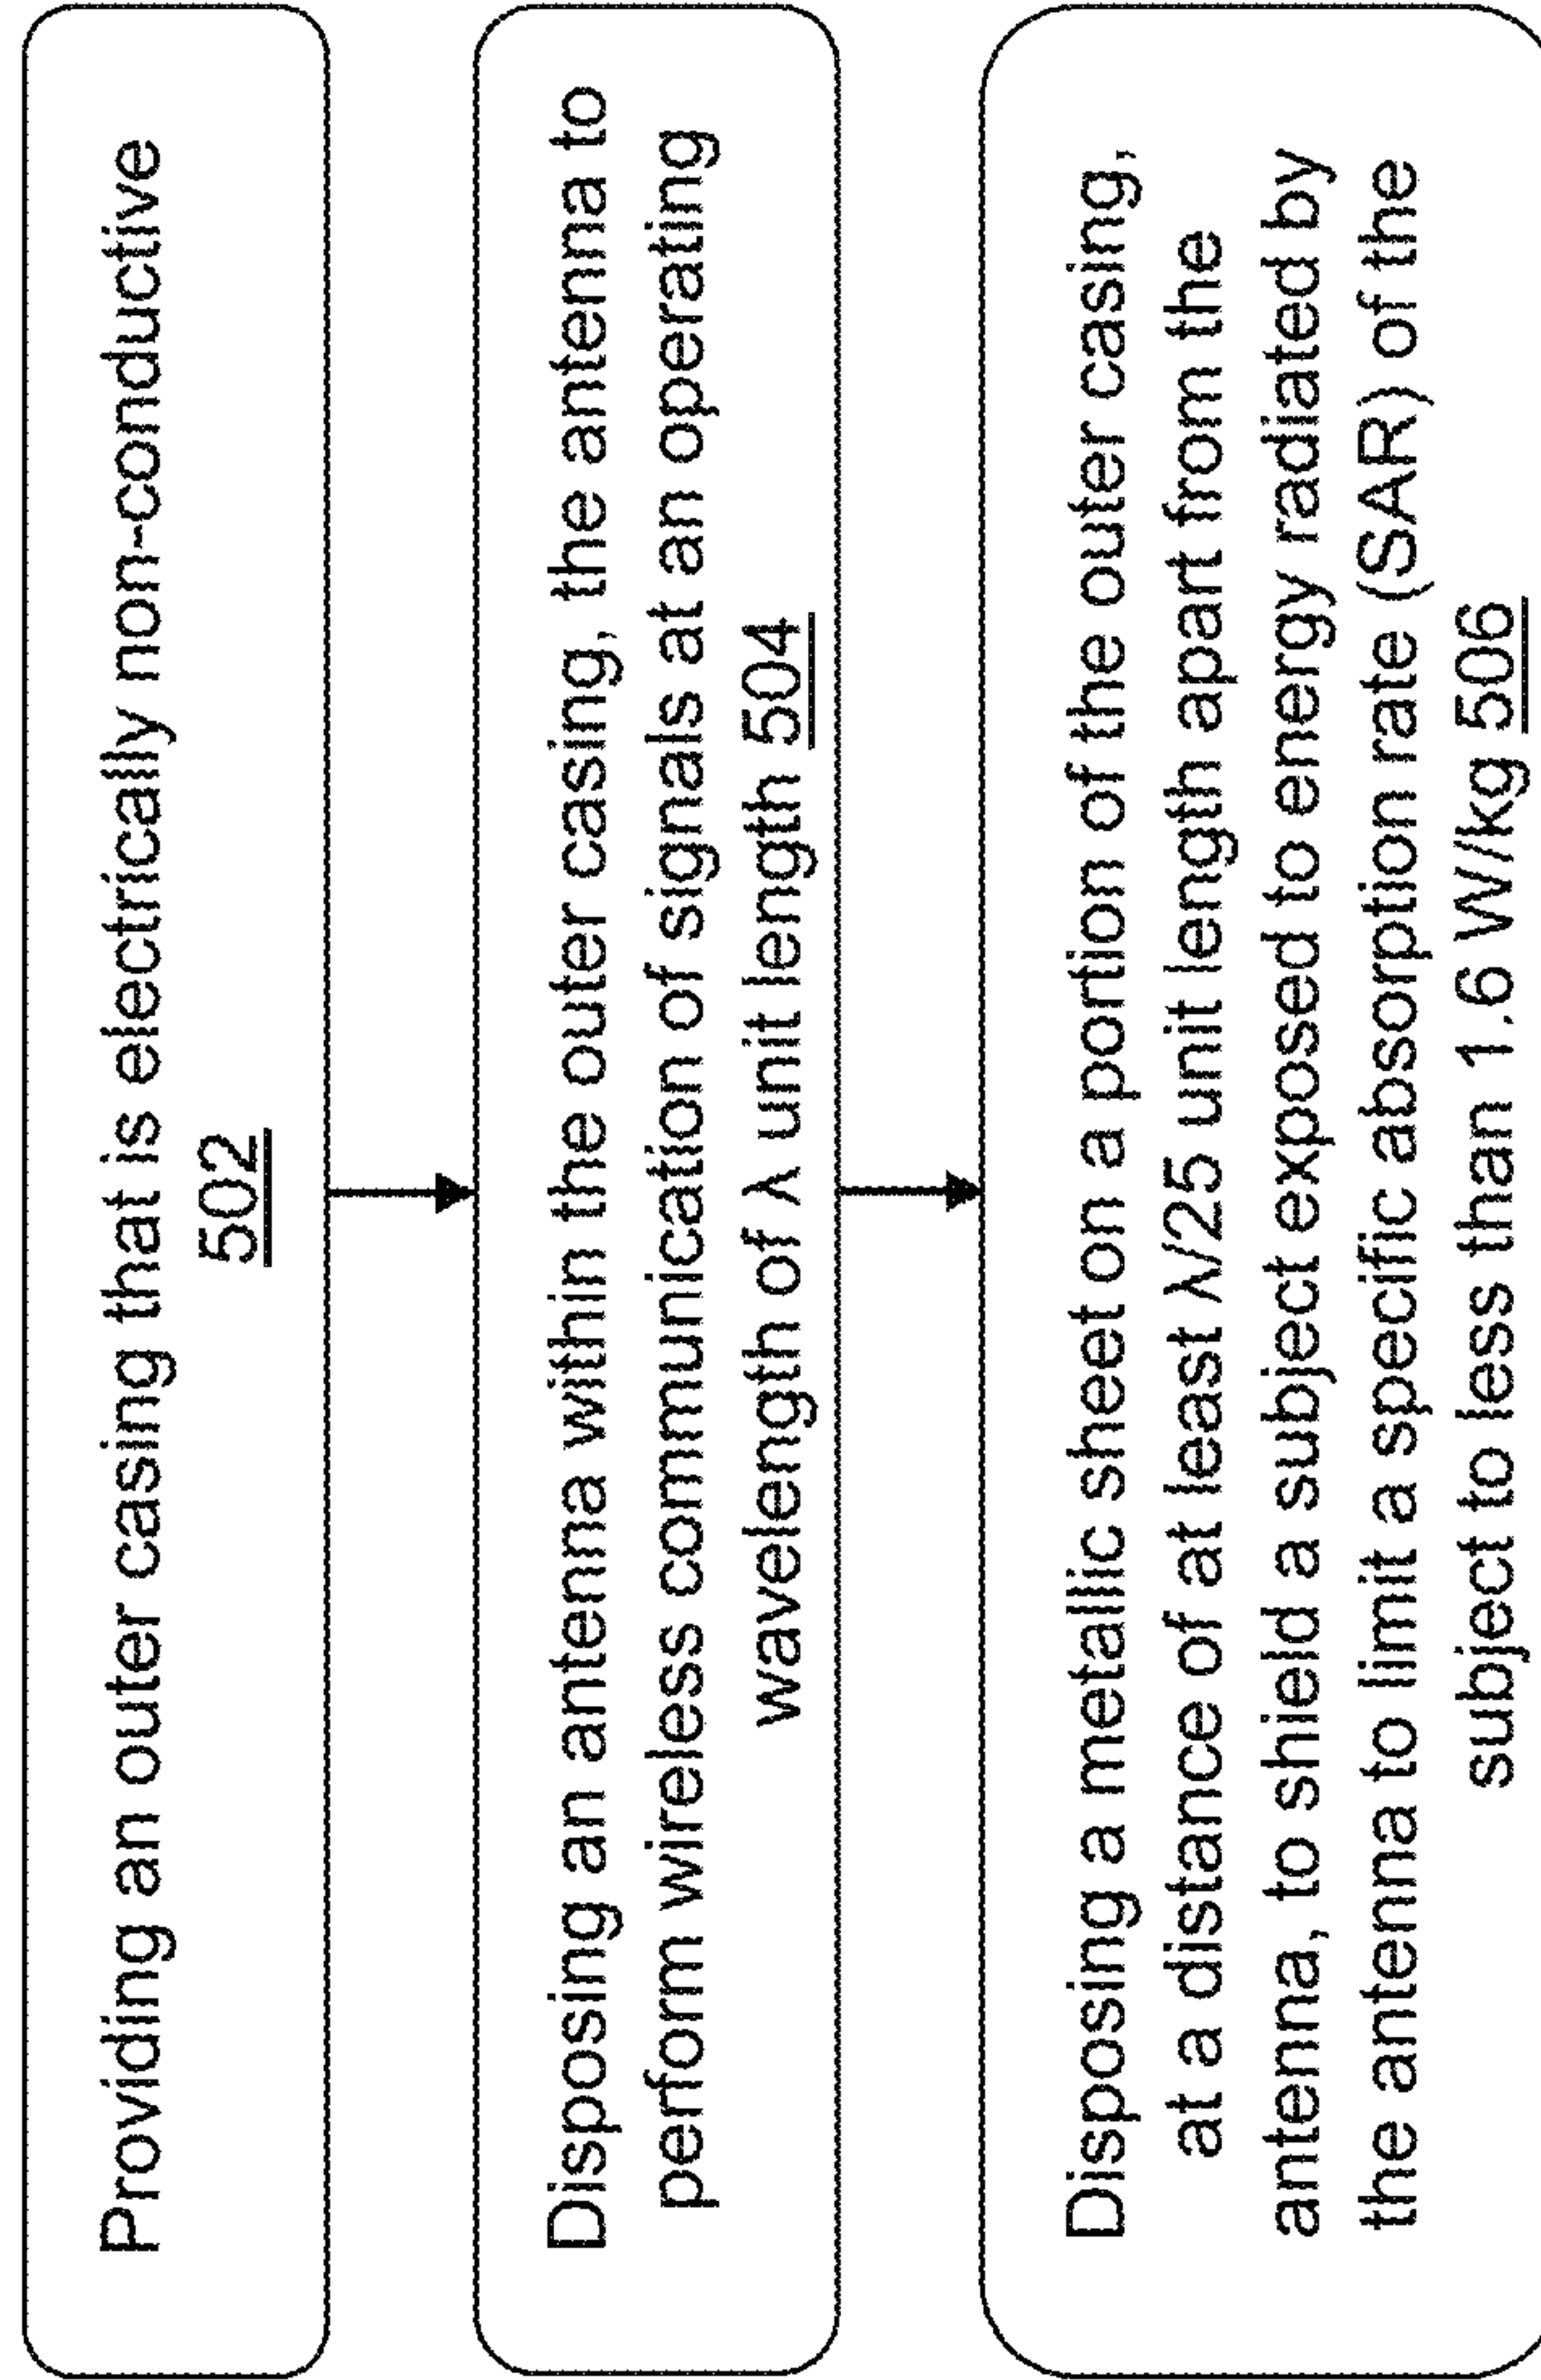 Providing an outer casing that is electrically non-conductive
502
Disposing an antenna within the outer casing, the antenna to
perform wireless communication of signals at an operating
wavelength of λ unit length 504
Disposing a metallic sheet on a portion of the outer casing,
at a distance of at least λ/25 unit length apart from the
antenna, to shield a subject exposed to energy radiated by
the antenna to limit a specific absorption rate (SAR) of the
subject to less than 1.6 W/kg 506